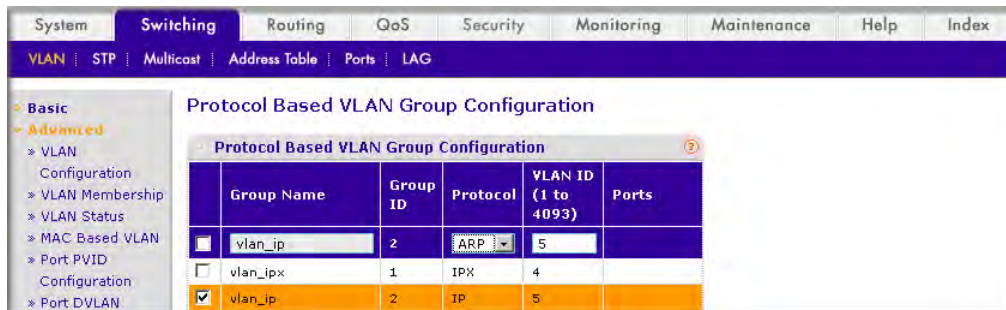 System Switching Routing QoS Security Monitoring Maintenance Help Index
VLAN STP Multicast Address Table Ports LAG
Basic
Advanced
» VLAN
Configuration
» VLAN Membership
» VLAN Status
» MAC Based VLAN
» Port PVID
Configuration
» Port DVLAN
Protocol Based VLAN Group Configuration
Protocol Based VLAN Group Configuration ?
Group Name Group ID Protocol VLAN ID (1 to 4093) Ports
vlan_ip 2 ARP 5
vlan_ipx 1 IPX 4
vlan_ip 2 IP 5